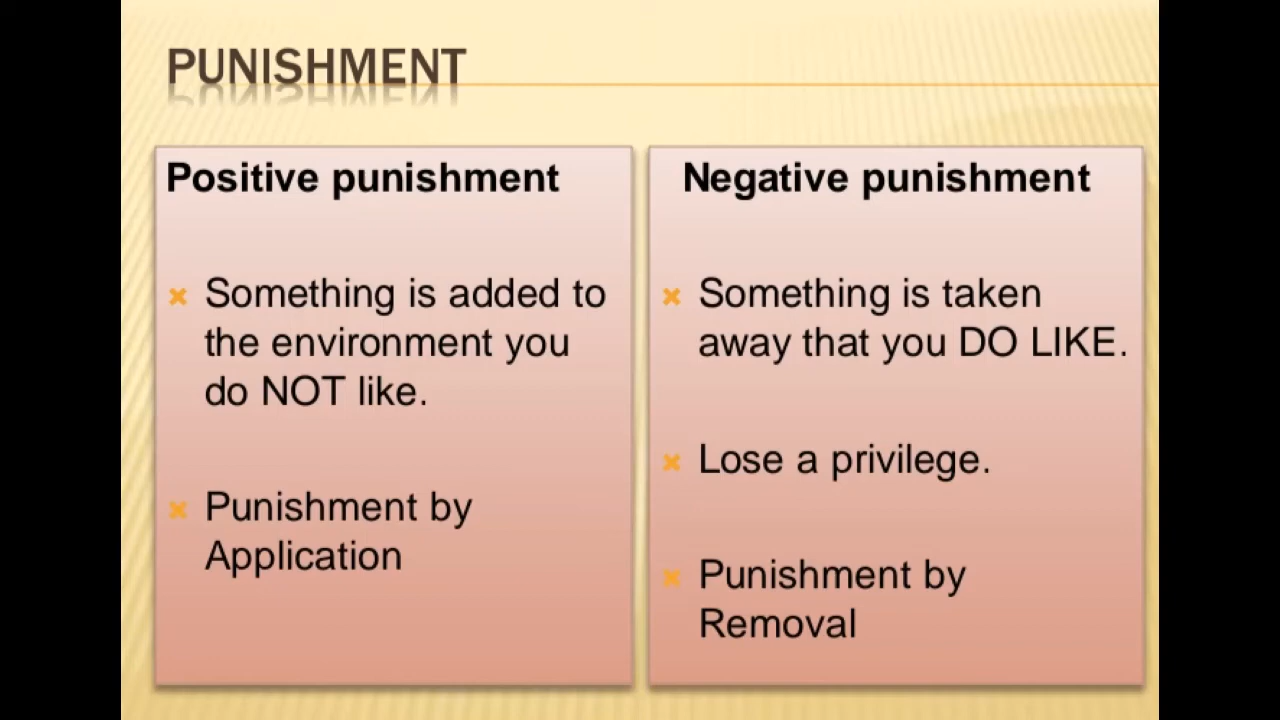 PUNISHMENT
Positive punishment
Something is added to
the environment you
do NOT like.
Punishment by
Application
Negative punishment
Something is taken
away that you DO LIKE.
Lose a privilege.
Punishment by
Removal